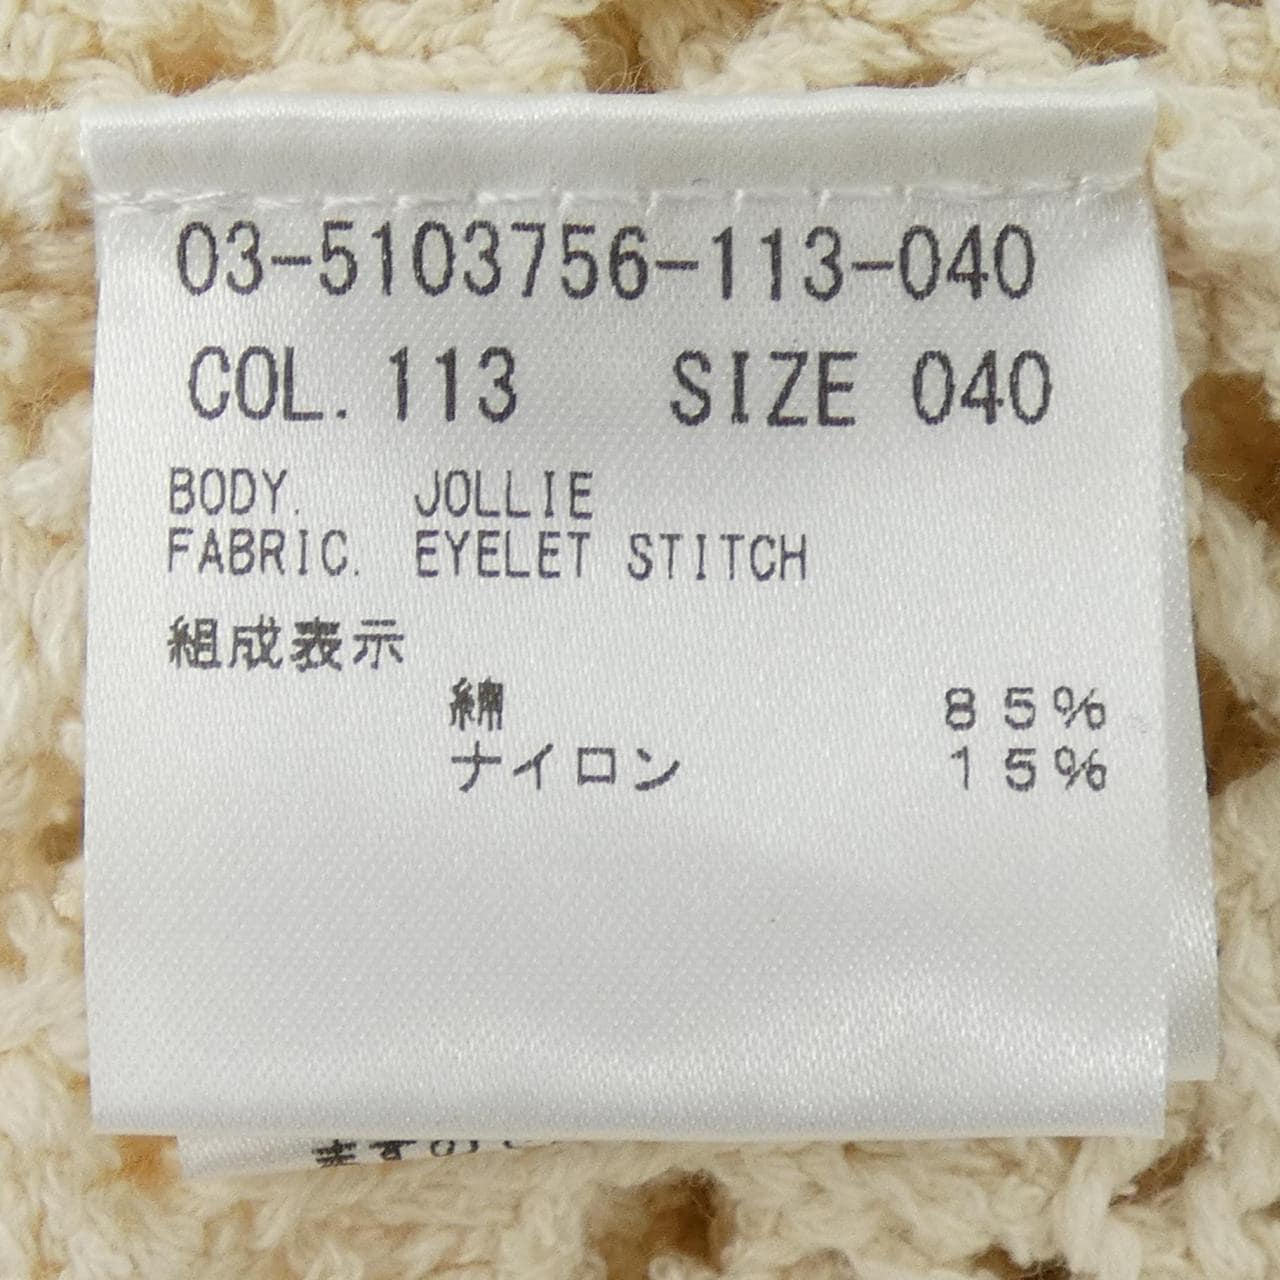 03-5103756-113-040
COL. 113 SIZE 040
BODY. JOLLIE
FABRIC. EYELET STITCH
組成表示
綿 85%
ナイロン 15%